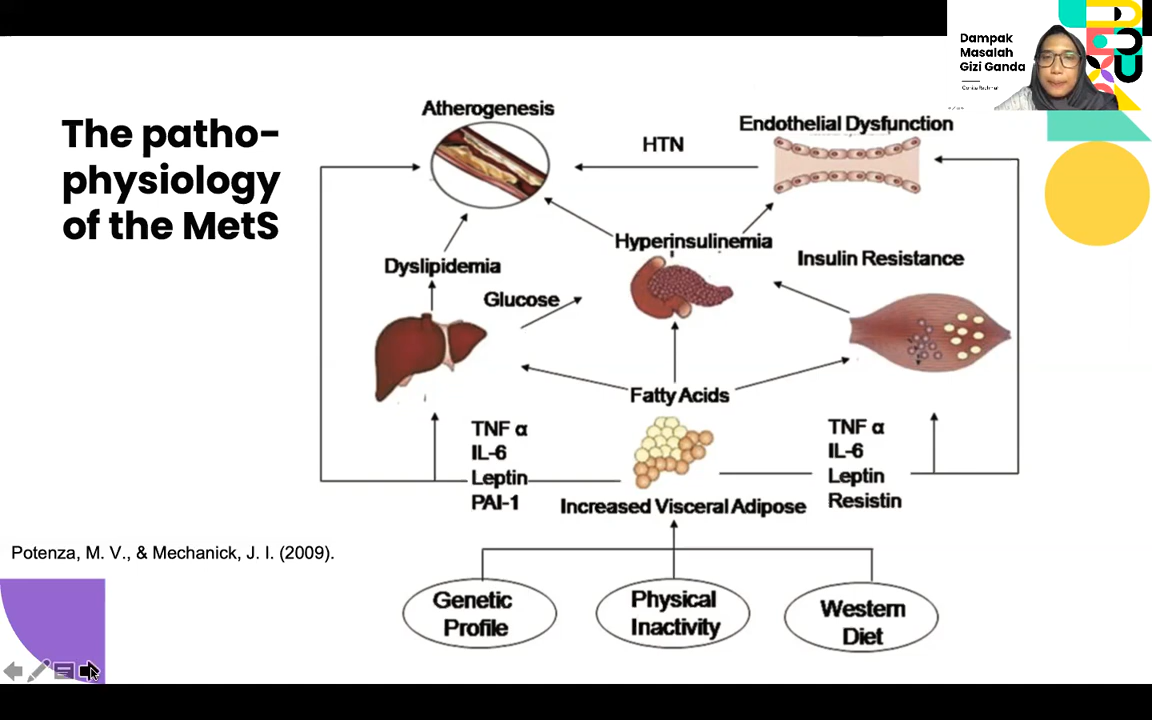 Dampak
Masalah
Gizi Ganda
The patho-
physiology
of the MetS
Atherogenesis
HTN
Endothelial Dysfunction
Hyperinsulinemia
Insulin Resistance
Dyslipidemia
Glucose
Fatty Acids
TNF α
IL-6
Leptin
PAI-1
TNF α
IL-6
Leptin
Resistin
Increased Visceral Adipose
Potenza, M. V., & Mechanick, J. I. (2009).
Genetic
Profile
Physical
Inactivity
Western
Diet